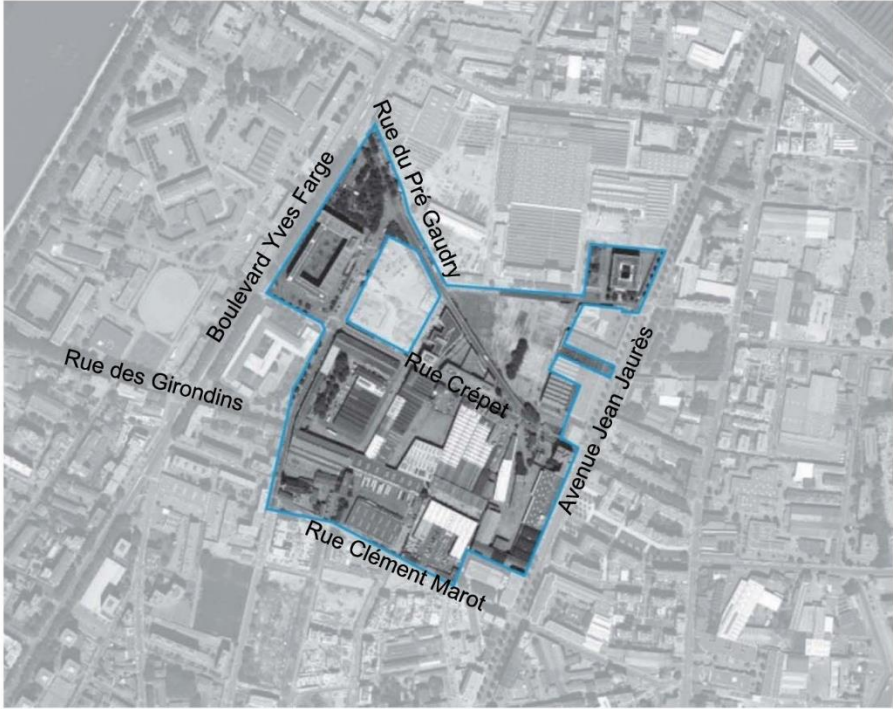 Rue du Pré Gaudry
Boulevard Yves Farge
Rue des Girondins
Rue Crépet
Avenue Jean Jaurès
Rue Clément Marot